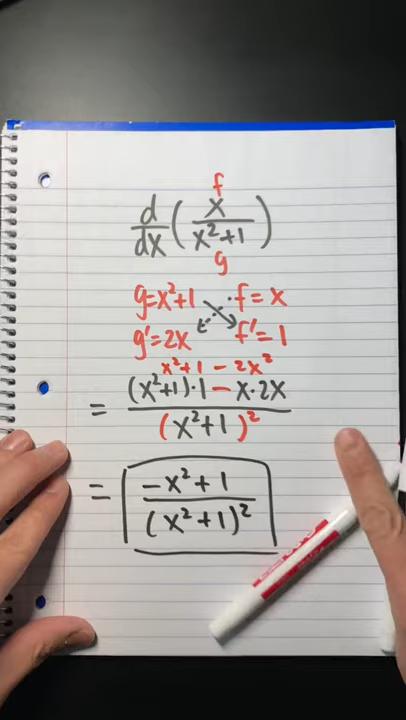 f
d/dx ( x / x²+1 )
g
g=x²+1 f=x
g'=2x f'=1
x²+1 - 2x²
= (x²+1)·1 - x·2x / (x²+1)²
= -x²+1 / (x²+1)²